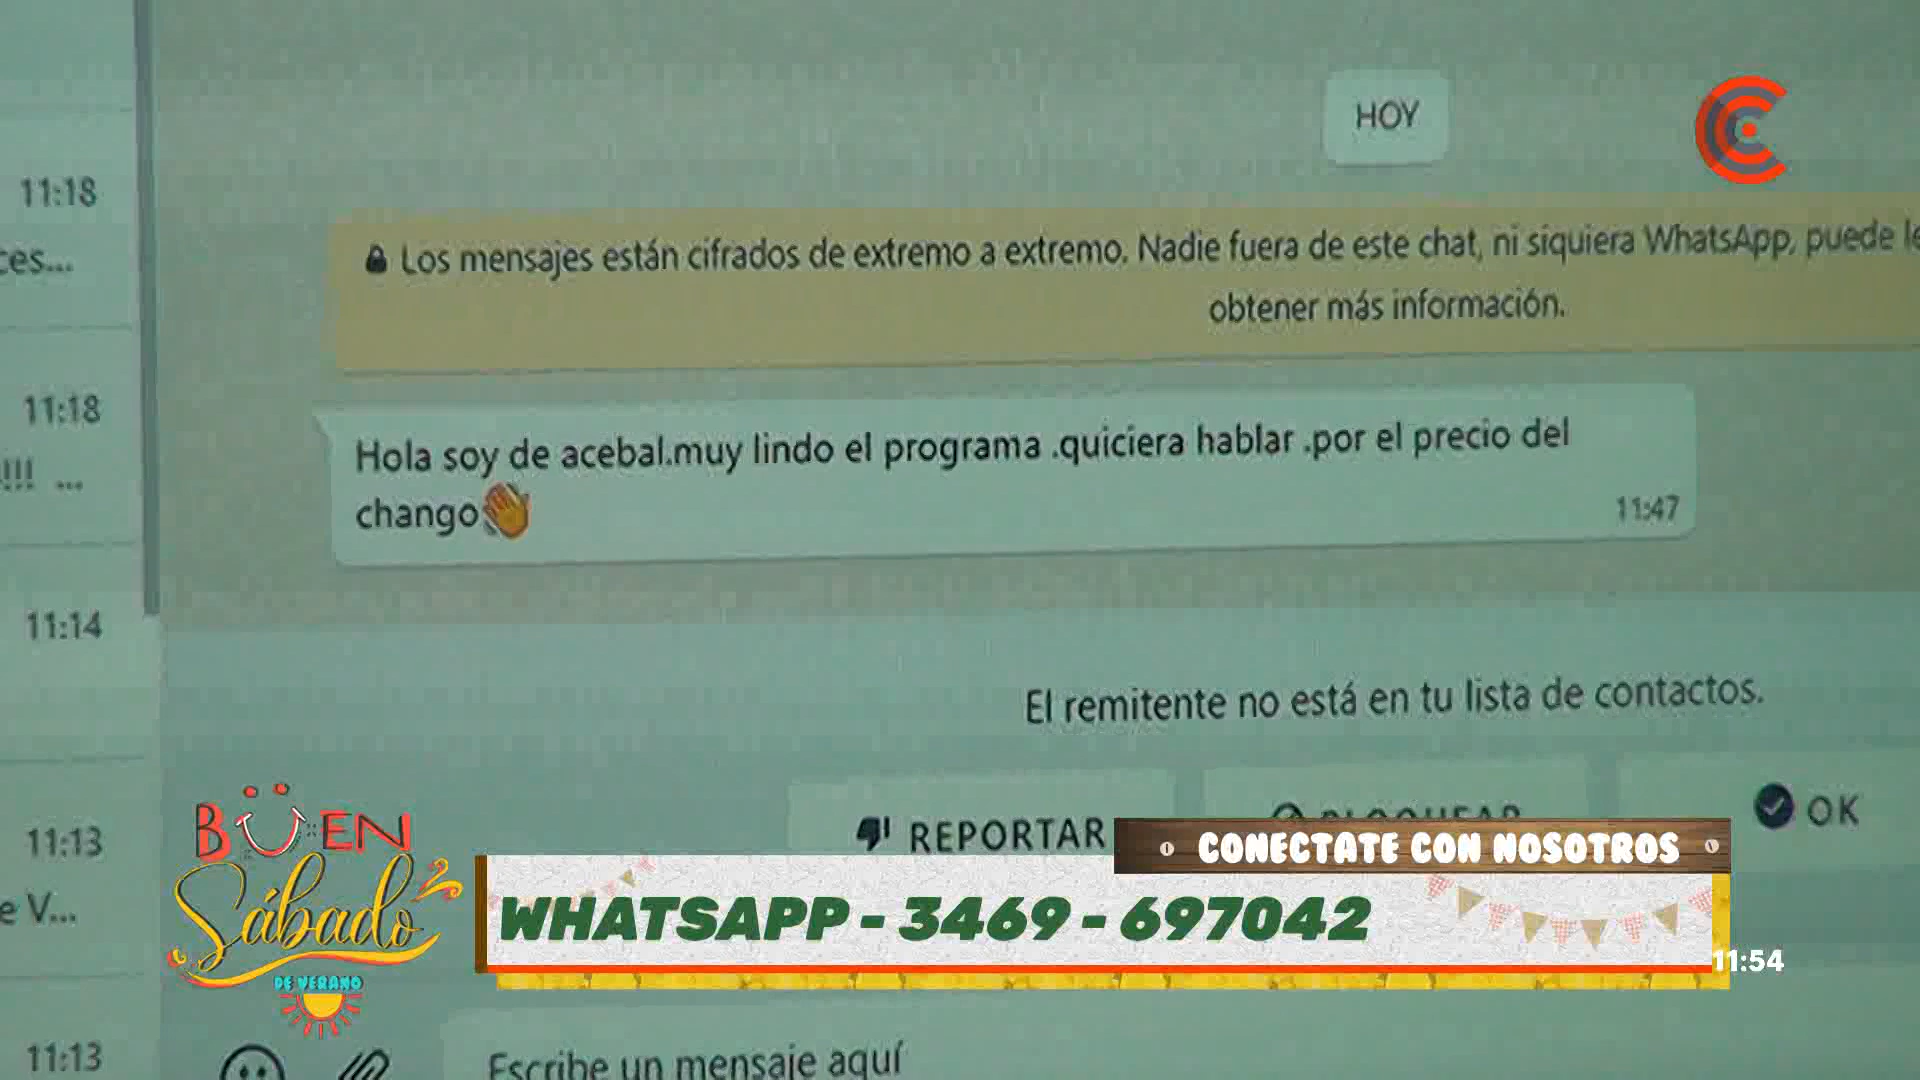 HOY
11:18
ces...
Los mensajes están cifrados de extremo a extremo. Nadie fuera de este chat, ni siquiera WhatsApp, puede le
obtener más información.
11:18
!!! ...
Hola soy de acebal.muy lindo el programa .quiciera hablar .por el precio del
chango👋
11:47
11:14
El remitente no está en tu lista de contactos.
REPORTAR
BLOQUEAR
OK
11:13
e V...
BUEN
Sábado
DE VERANO
CONECTATE CON NOSOTROS
WHATSAPP - 3469 - 697042
11:54
11:13
Escribe un mensaje aquí